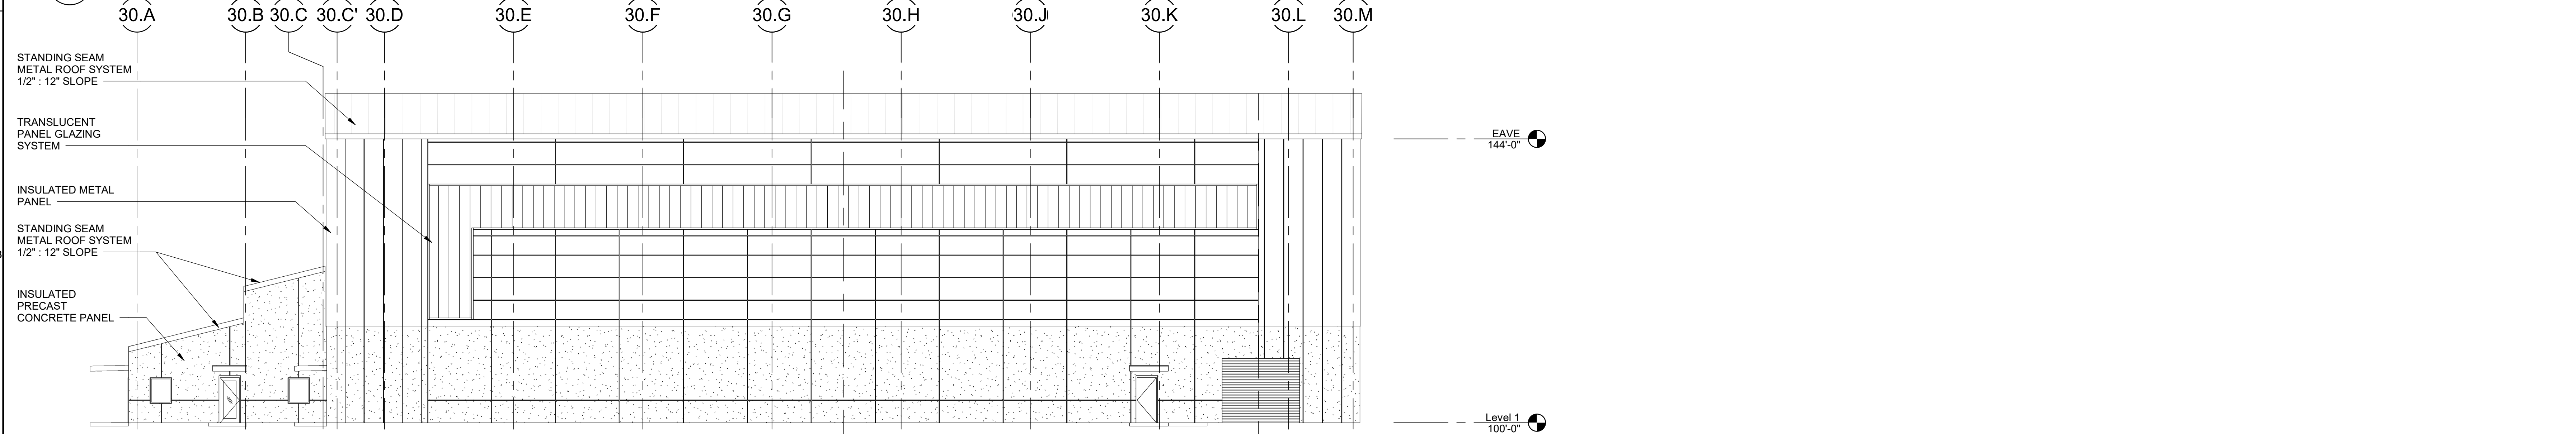 30.A 30.B 30.C 30.C' 30.D 30.E 30.F 30.G 30.H 30.J 30.K 30.L 30.M
STANDING SEAM
METAL ROOF SYSTEM
1/2" : 12" SLOPE
TRANSLUCENT
PANEL GLAZING
SYSTEM
INSULATED METAL
PANEL
STANDING SEAM
METAL ROOF SYSTEM
1/2" : 12" SLOPE
INSULATED
PRECAST
CONCRETE PANEL
EAVE
144'-0"
Level 1
100'-0"